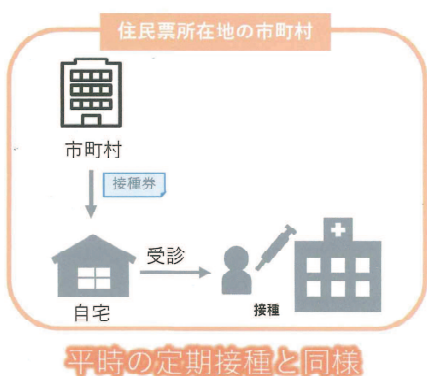 住民票所在地の市町村
市町村
接種券
受診
自宅
接種
平時の定期接種と同様